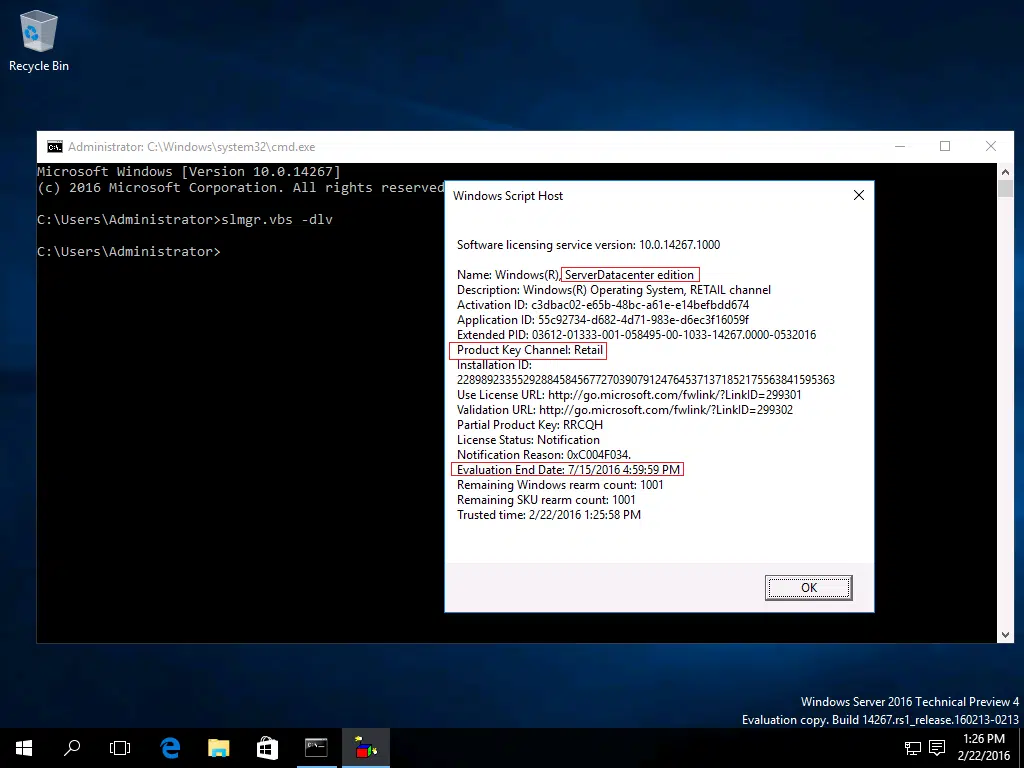 Recycle Bin
Administrator: C:\Windows\system32\cmd.exe
Microsoft Windows [Version 10.0.14267]
(c) 2016 Microsoft Corporation. All rights reserved
C:\Users\Administrator>slmgr.vbs -dlv
C:\Users\Administrator>
Windows Script Host
Software licensing service version: 10.0.14267.1000
Name: Windows(R), ServerDatacenter edition
Description: Windows(R) Operating System, RETAIL channel
Activation ID: c3dbac02-e65b-48bc-a61e-e14befbdd674
Application ID: 55c92734-d682-4d71-983e-d6ec3f16059f
Extended PID: 03612-01333-001-058495-00-1033-14267.0000-0532016
Product Key Channel: Retail
Installation ID:
228989233552928845845677270390791247645371371852175563841595363
Use License URL: http://go.microsoft.com/fwlink/?LinkID=299301
Validation URL: http://go.microsoft.com/fwlink/?LinkID=299302
Partial Product Key: RRCQH
License Status: Notification
Notification Reason: 0xC004F034.
Evaluation End Date: 7/15/2016 4:59:59 PM
Remaining Windows rearm count: 1001
Remaining SKU rearm count: 1001
Trusted time: 2/22/2016 1:25:58 PM
OK
Windows Server 2016 Technical Preview 4
Evaluation copy. Build 14267.rs1_release.160213-0213
1:26 PM
2/22/2016